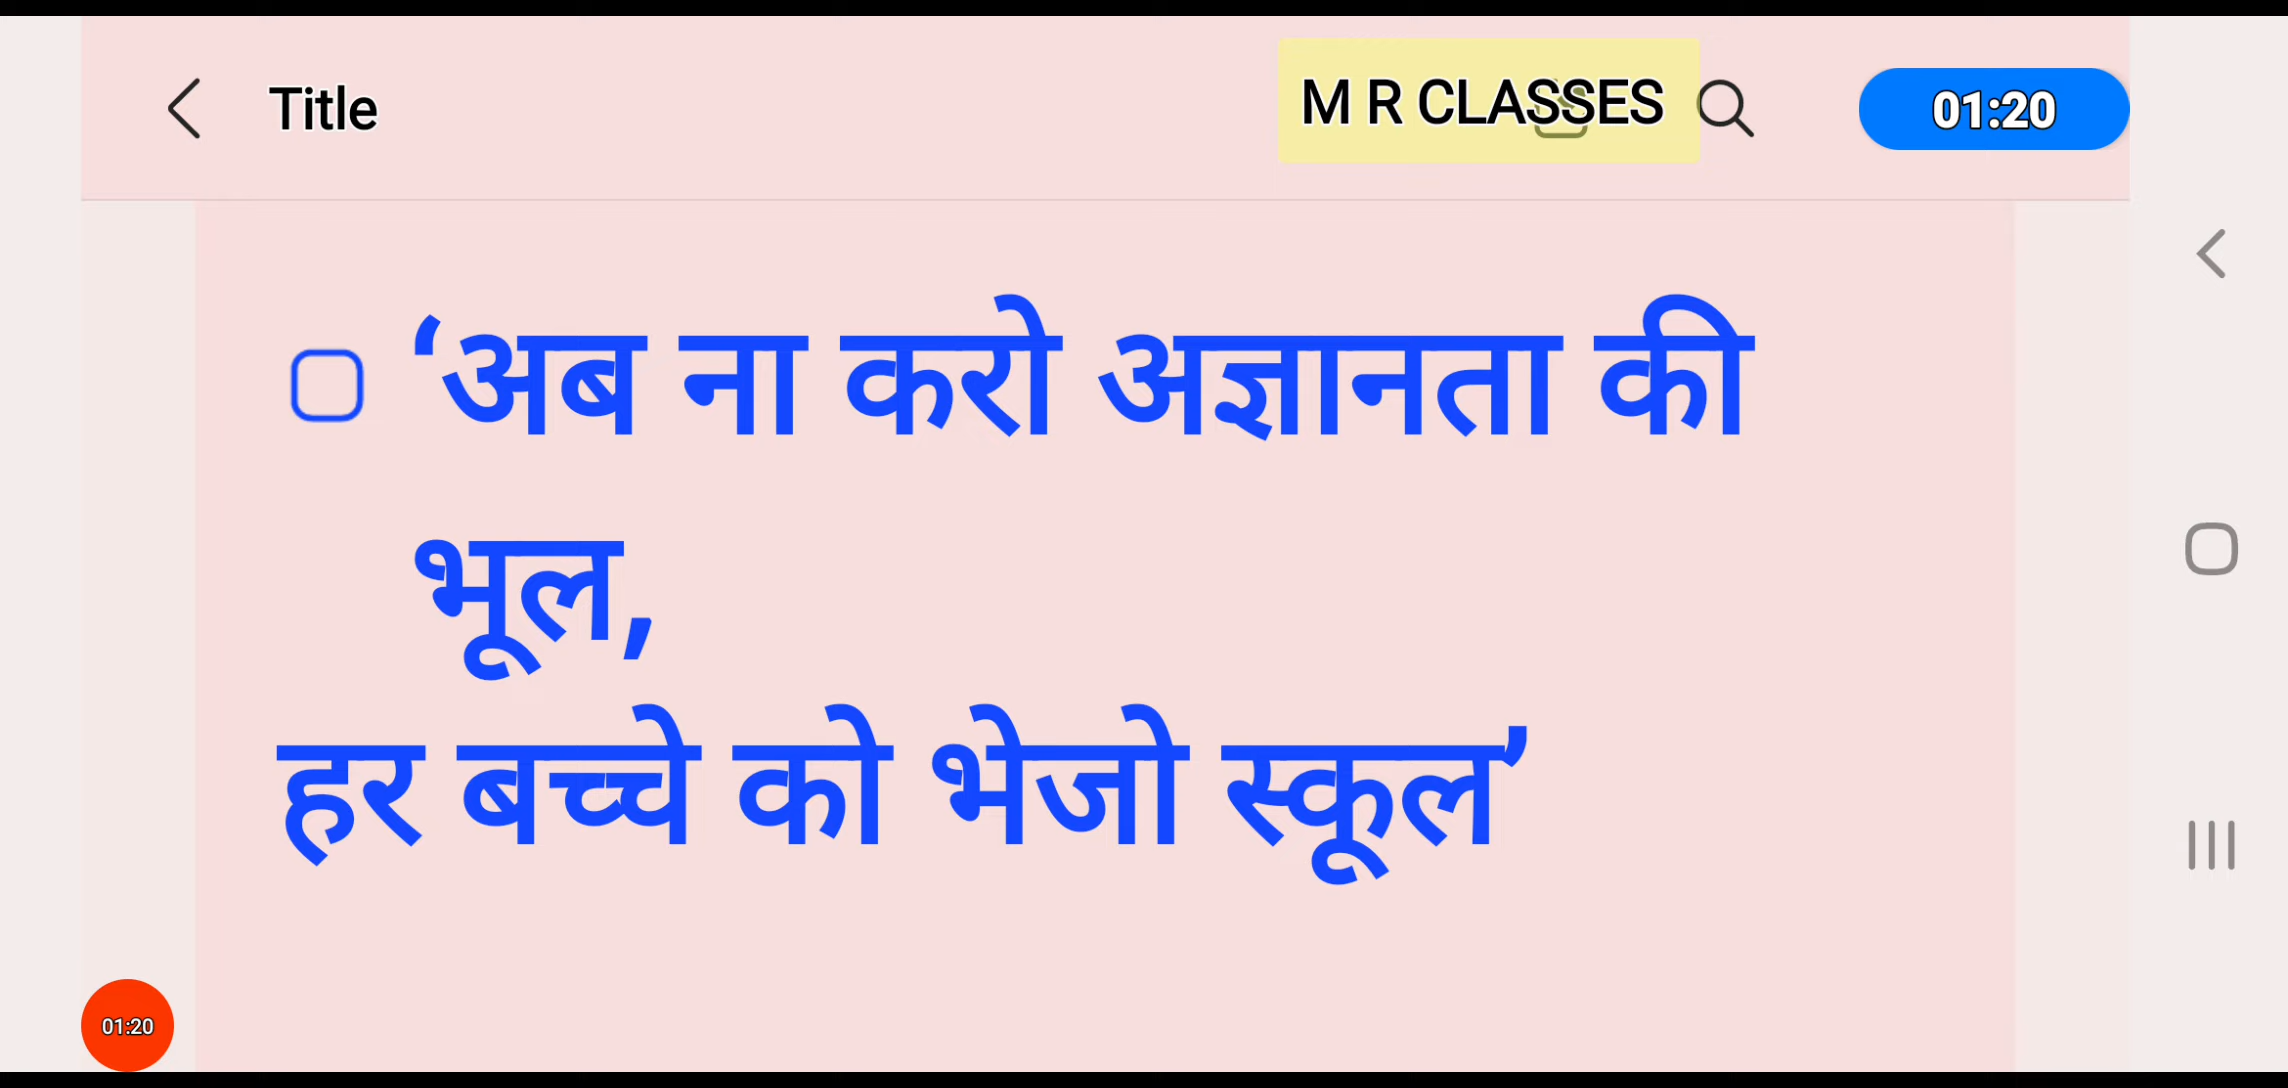 Title
M R CLASSES
01:20
‘अब ना करो अज्ञानता की
भूल,
हर बच्चे को भेजो स्कूल’
01:20